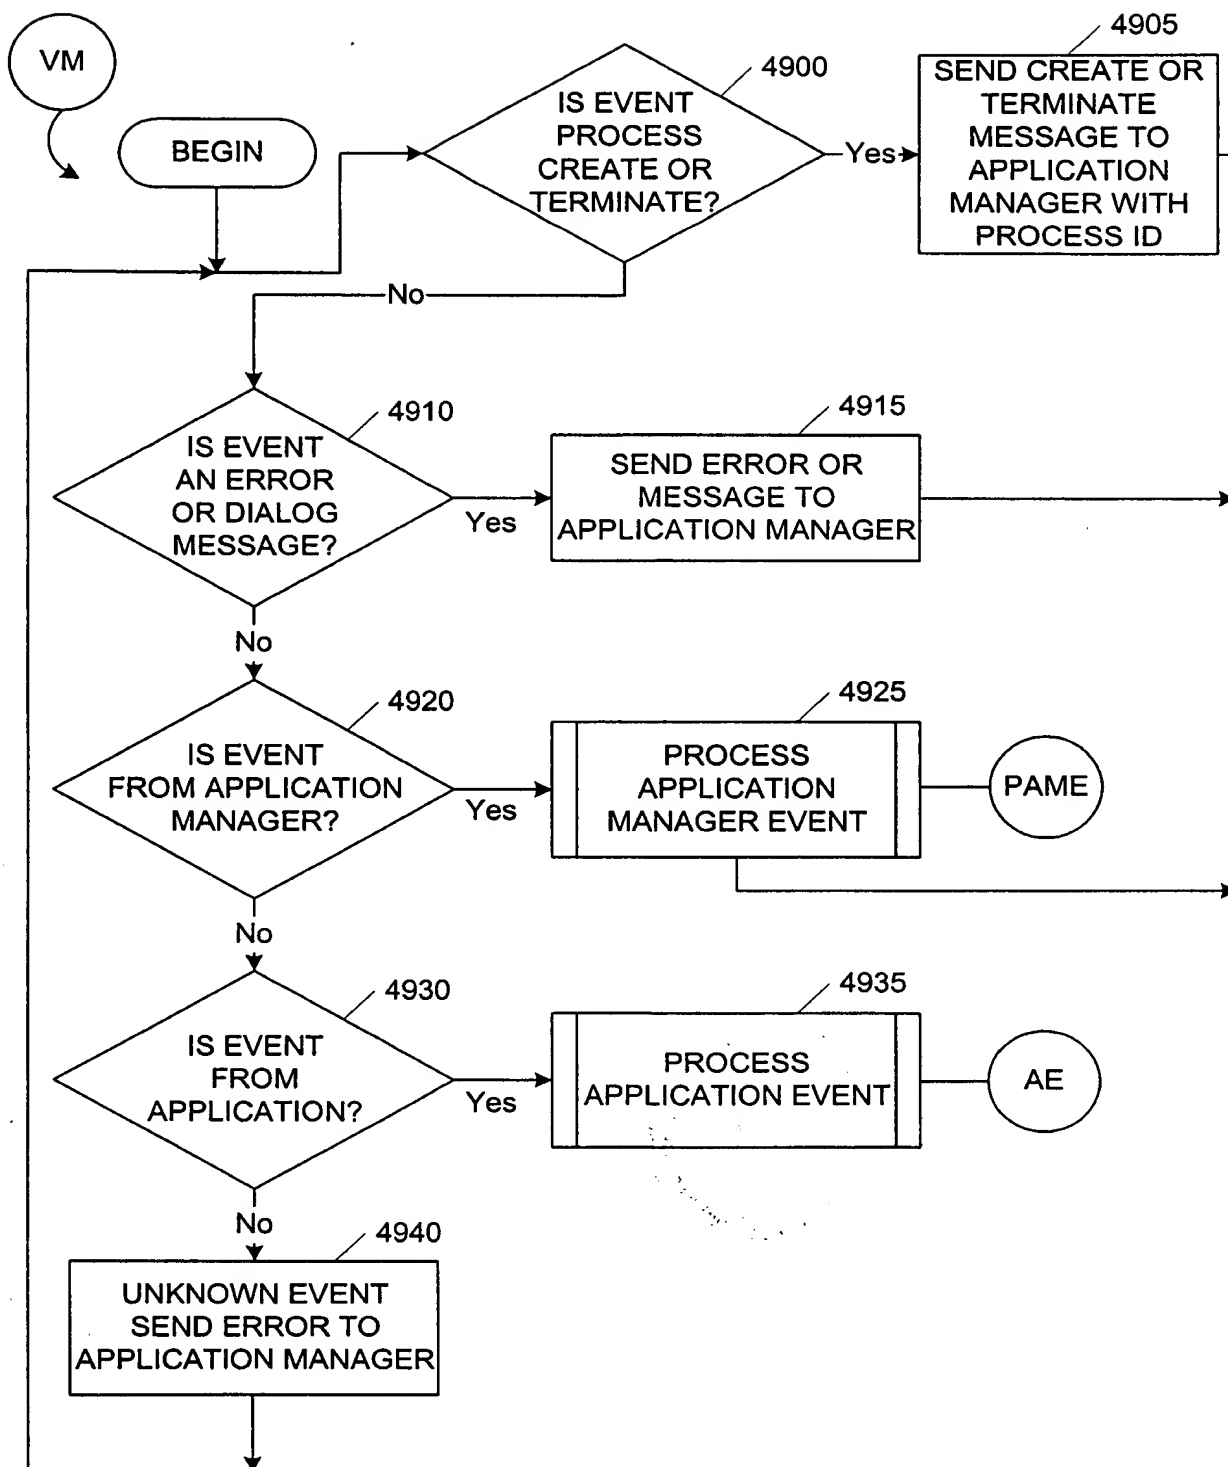 VM
BEGIN
4900
IS EVENT
PROCESS
CREATE OR
TERMINATE?
Yes
4905
SEND CREATE OR
TERMINATE
MESSAGE TO
APPLICATION
MANAGER WITH
PROCESS ID
No
4910
IS EVENT
AN ERROR
OR DIALOG
MESSAGE?
Yes
4915
SEND ERROR OR
MESSAGE TO
APPLICATION MANAGER
No
4920
IS EVENT
FROM APPLICATION
MANAGER?
Yes
4925
PROCESS
APPLICATION
MANAGER EVENT
PAME
No
4930
IS EVENT
FROM
APPLICATION?
Yes
4935
PROCESS
APPLICATION EVENT
AE
No
4940
UNKNOWN EVENT
SEND ERROR TO
APPLICATION MANAGER